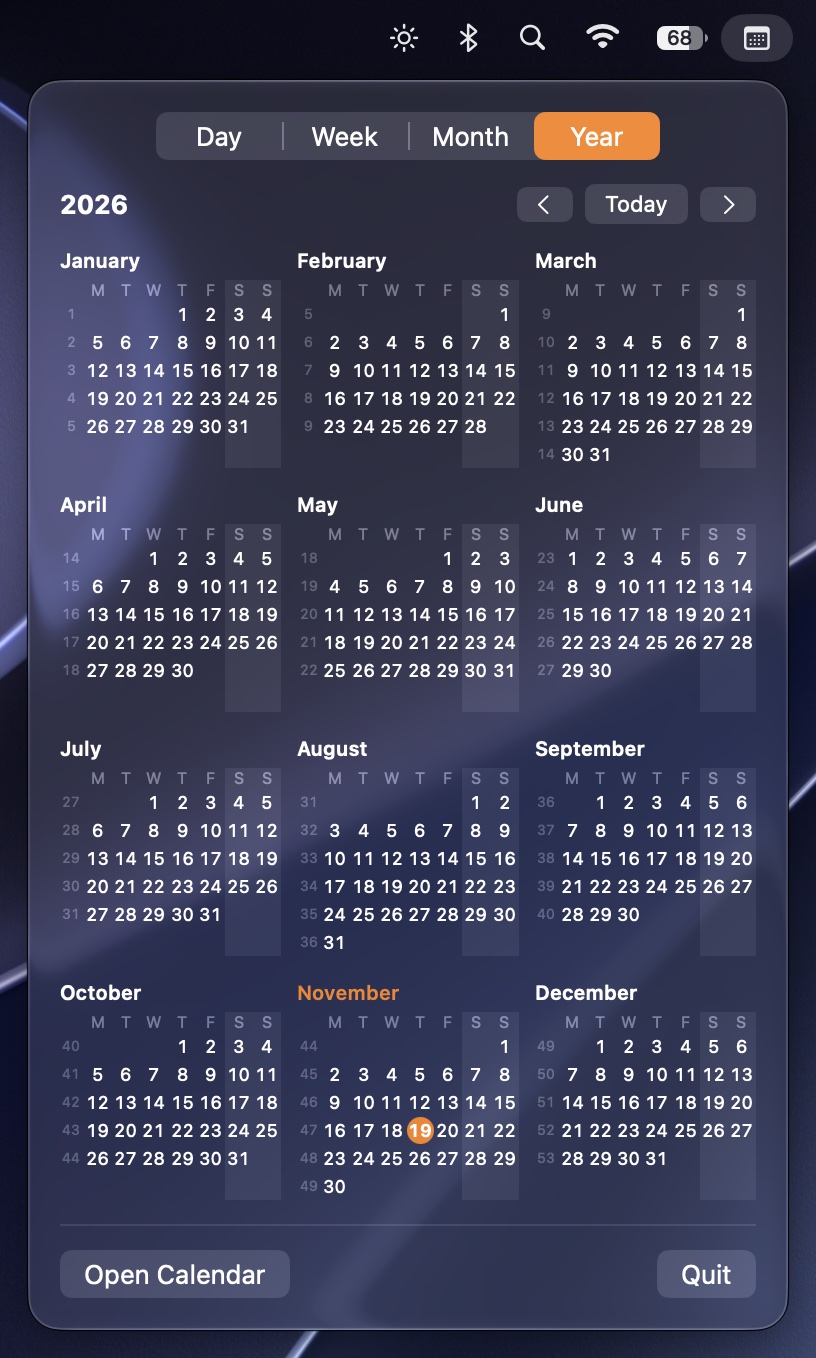 68
Day Week Month Year
2026 Today
January February March
M T W T F S S M T W T F S S M T W T F S S
1 1 2 3 4 5 1 9 1
2 5 6 7 8 9 10 11 6 2 3 4 5 6 7 8 10 2 3 4 5 6 7 8
3 12 13 14 15 16 17 18 7 9 10 11 12 13 14 15 11 9 10 11 12 13 14 15
4 19 20 21 22 23 24 25 8 16 17 18 19 20 21 22 12 16 17 18 19 20 21 22
5 26 27 28 29 30 31 9 23 24 25 26 27 28 13 23 24 25 26 27 28 29
14 30 31
April May June
M T W T F S S M T W T F S S M T W T F S S
14 1 2 3 4 5 18 1 2 3 23 1 2 3 4 5 6 7
15 6 7 8 9 10 11 12 19 4 5 6 7 8 9 10 24 8 9 10 11 12 13 14
16 13 14 15 16 17 18 19 20 11 12 13 14 15 16 17 25 15 16 17 18 19 20 21
17 20 21 22 23 24 25 26 21 18 19 20 21 22 23 24 26 22 23 24 25 26 27 28
18 27 28 29 30 22 25 26 27 28 29 30 31 27 29 30
July August September
M T W T F S S M T W T F S S M T W T F S S
27 1 2 3 4 5 31 1 2 36 1 2 3 4 5 6
28 6 7 8 9 10 11 12 32 3 4 5 6 7 8 9 37 7 8 9 10 11 12 13
29 13 14 15 16 17 18 19 33 10 11 12 13 14 15 16 38 14 15 16 17 18 19 20
30 20 21 22 23 24 25 26 34 17 18 19 20 21 22 23 39 21 22 23 24 25 26 27
31 27 28 29 30 31 35 24 25 26 27 28 29 30 40 28 29 30
36 31
October November December
M T W T F S S M T W T F S S M T W T F S S
40 1 2 3 4 44 1 49 1 2 3 4 5 6
41 5 6 7 8 9 10 11 45 2 3 4 5 6 7 8 50 7 8 9 10 11 12 13
42 12 13 14 15 16 17 18 46 9 10 11 12 13 14 15 51 14 15 16 17 18 19 20
43 19 20 21 22 23 24 25 47 16 17 18 19 20 21 22 52 21 22 23 24 25 26 27
44 26 27 28 29 30 31 48 23 24 25 26 27 28 29 53 28 29 30 31
49 30
Open Calendar Quit